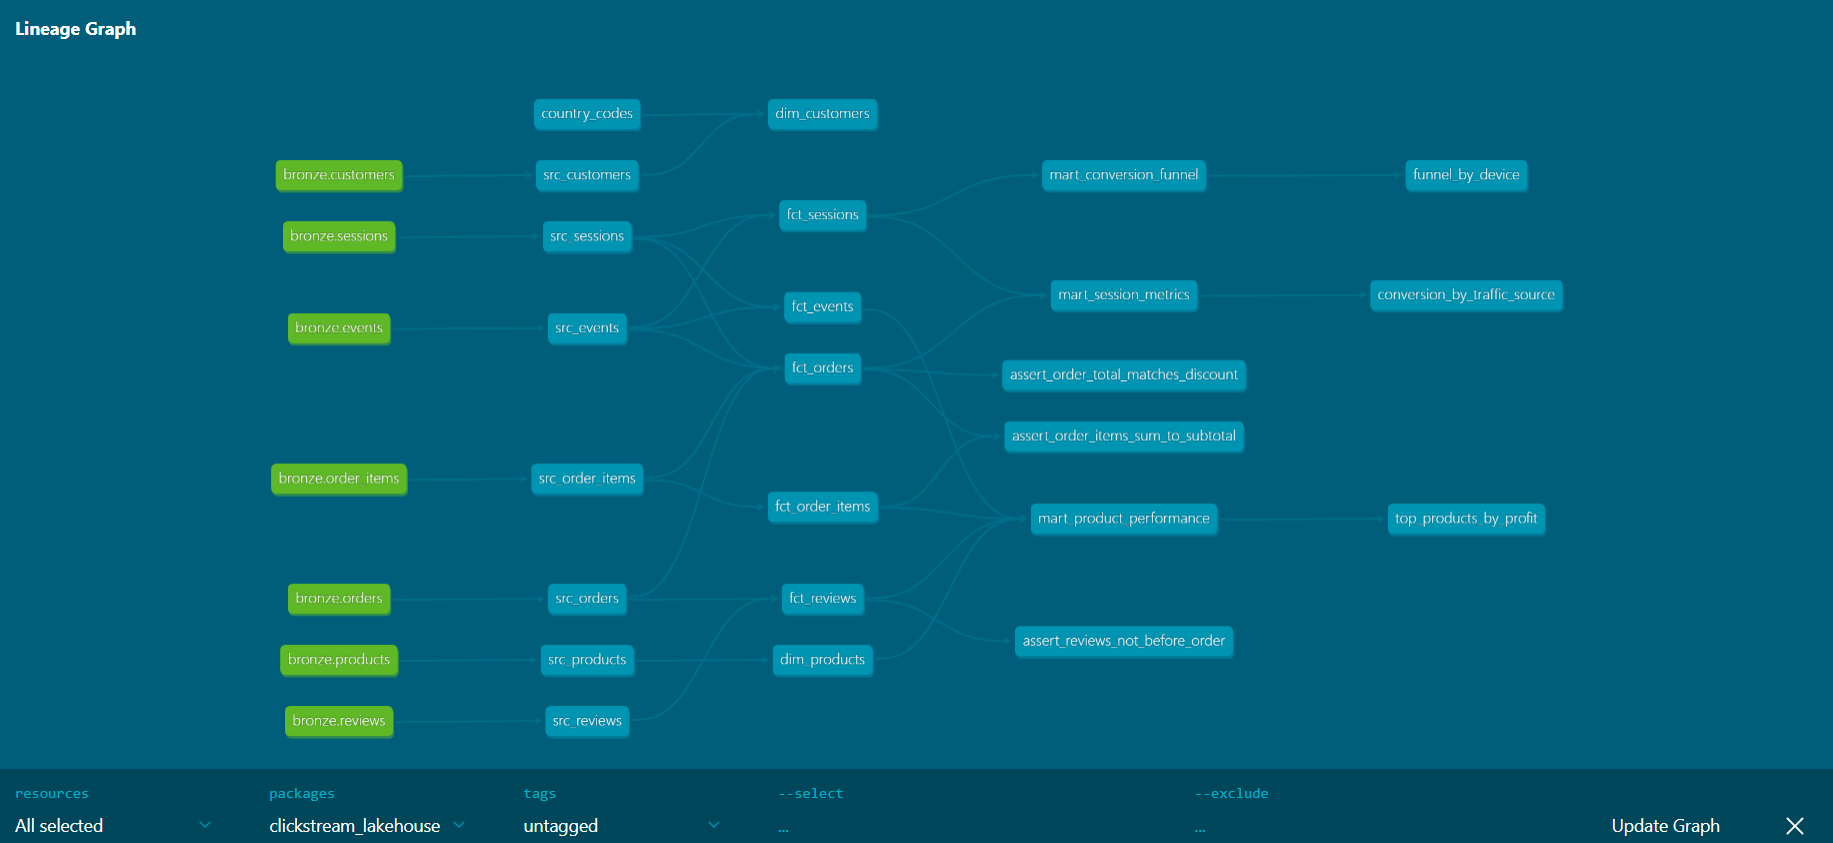 Lineage Graph
country_codes
dim_customers
bronze.customers
src_customers
mart_conversion_funnel
funnel_by_device
fct_sessions
bronze.sessions
src_sessions
mart_session_metrics
conversion_by_traffic_source
fct_events
bronze.events
src_events
fct_orders
assert_order_total_matches_discount
assert_order_items_sum_to_subtotal
bronze.order_items
src_order_items
fct_order_items
mart_product_performance
top_products_by_profit
bronze.orders
src_orders
fct_reviews
assert_reviews_not_before_order
bronze.products
src_products
dim_products
bronze.reviews
src_reviews
resources
packages
tags
--select
--exclude
All selected
clickstream_lakehouse
untagged
...
...
Update Graph